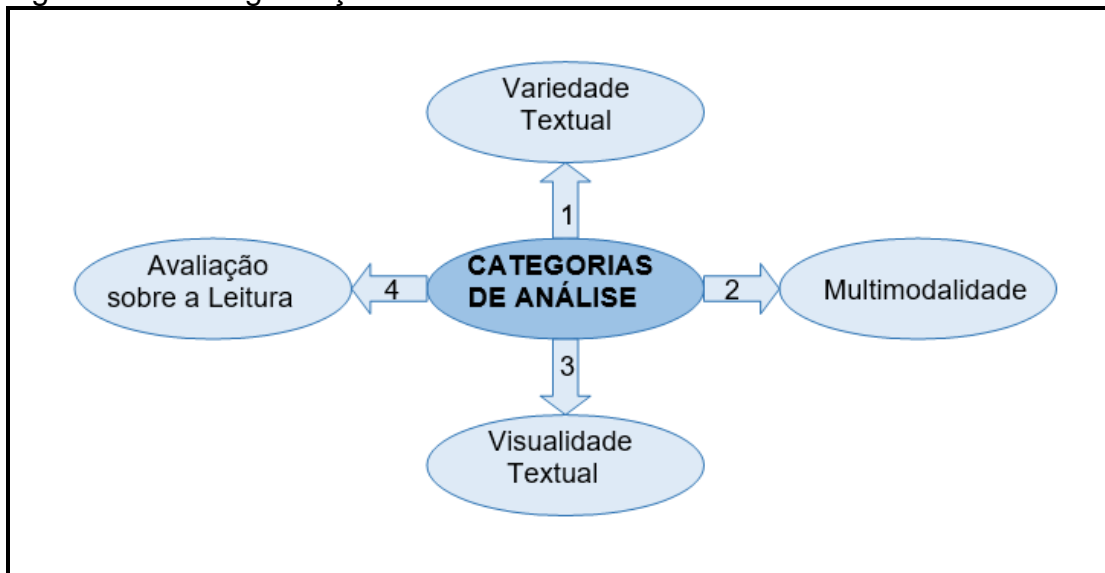 Variedade
Textual
1
Avaliação
sobre a Leitura
4
CATEGORIAS
DE ANÁLISE
2
Multimodalidade
3
Visualidade
Textual